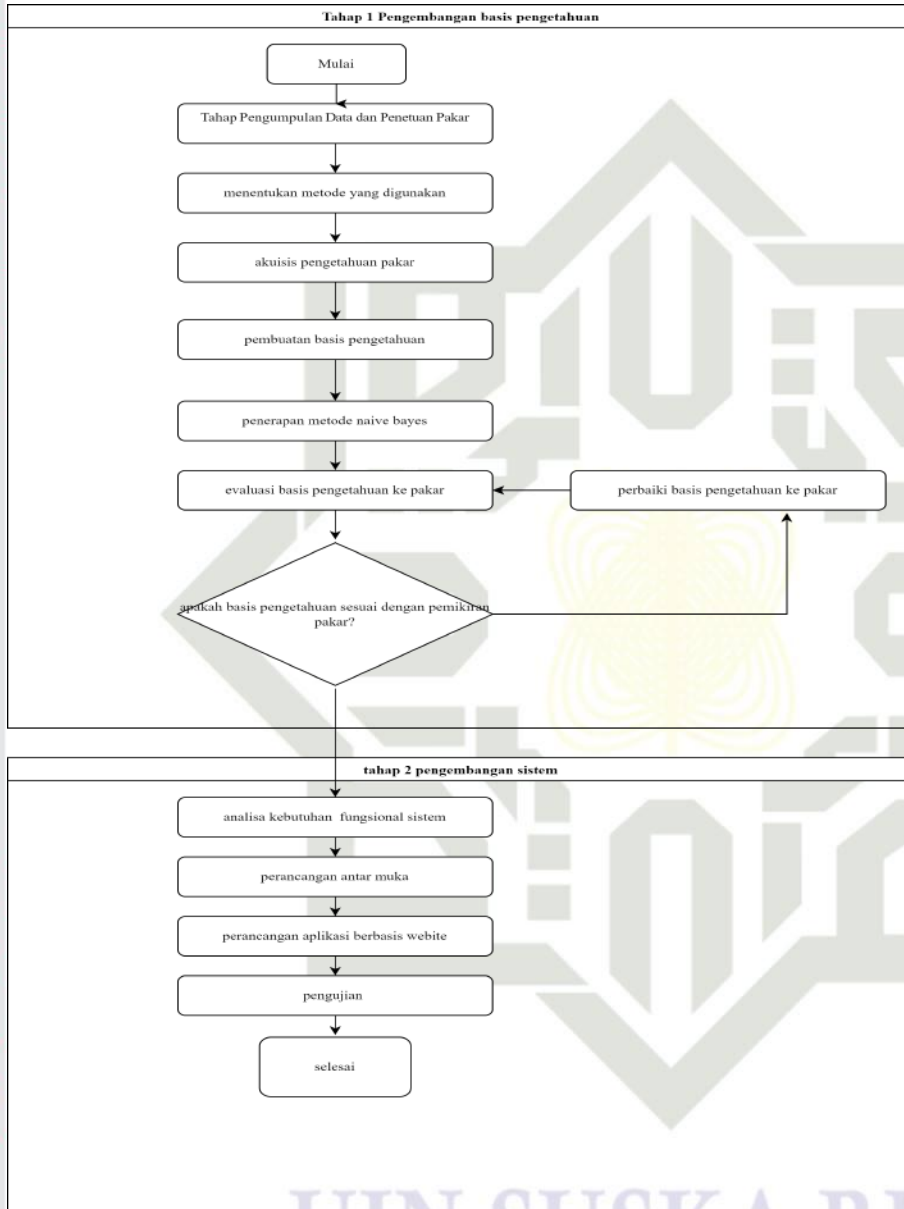 Tahap 1 Pengembangan basis pengetahuan
Mulai
Tahap Pengumpulan Data dan Penetuan Pakar
menentukan metode yang digunakan
akuisis pengetahuan pakar
pembuatan basis pengetahuan
penerapan metode naive bayes
evaluasi basis pengetahuan ke pakar
perbaiki basis pengetahuan ke pakar
apakah basis pengetahuan sesuai dengan pemikiran
pakar?
tahap 2 pengembangan sistem
analisa kebutuhan fungsional sistem
perancangan antar muka
perancangan aplikasi berbasis webite
pengujian
selesai
UIN SUSKA